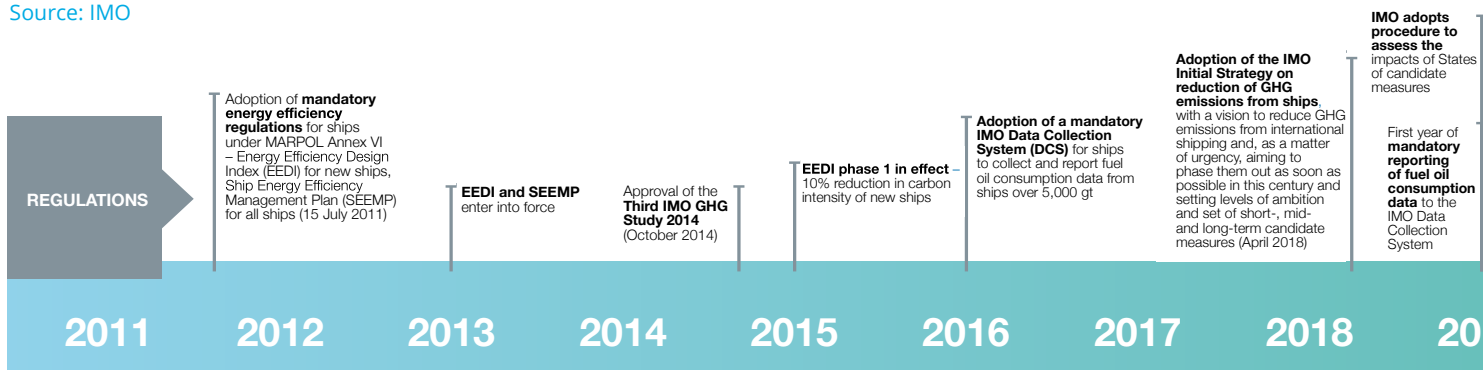 Source: IMO
REGULATIONS
Adoption of mandatory
energy efficiency
regulations for ships
under MARPOL Annex VI
– Energy Efficiency Design
Index (EEDI) for new ships,
Ship Energy Efficiency
Management Plan (SEEMP)
for all ships (15 July 2011)
EEDI and SEEMP
enter into force
Approval of the
Third IMO GHG
Study 2014
(October 2014)
EEDI phase 1 in effect –
10% reduction in carbon
intensity of new ships
Adoption of a mandatory
IMO Data Collection
System (DCS) for ships
to collect and report fuel
oil consumption data from
ships over 5,000 gt
Adoption of the IMO
Initial Strategy on
reduction of GHG
emissions from ships,
with a vision to reduce GHG
emissions from international
shipping and, as a matter
of urgency, aiming to
phase them out as soon as
possible in this century and
setting levels of ambition
and set of short-, mid-
and long-term candidate
measures (April 2018)
IMO adopts
procedure to
assess the
impacts of States
of candidate
measures
First year of
mandatory
reporting
of fuel oil
consumption
data to the
IMO Data
Collection
System
2011 2012 2013 2014 2015 2016 2017 2018 20